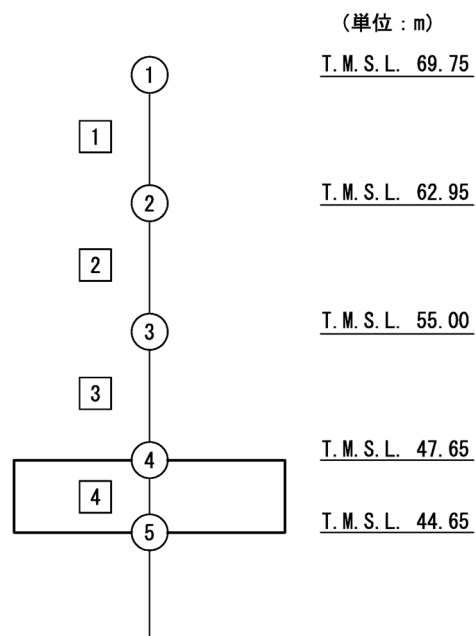 (単位:m)
① T.M.S.L. 69.75
1
② T.M.S.L. 62.95
2
③ T.M.S.L. 55.00
3
④ T.M.S.L. 47.65
4
⑤ T.M.S.L. 44.65